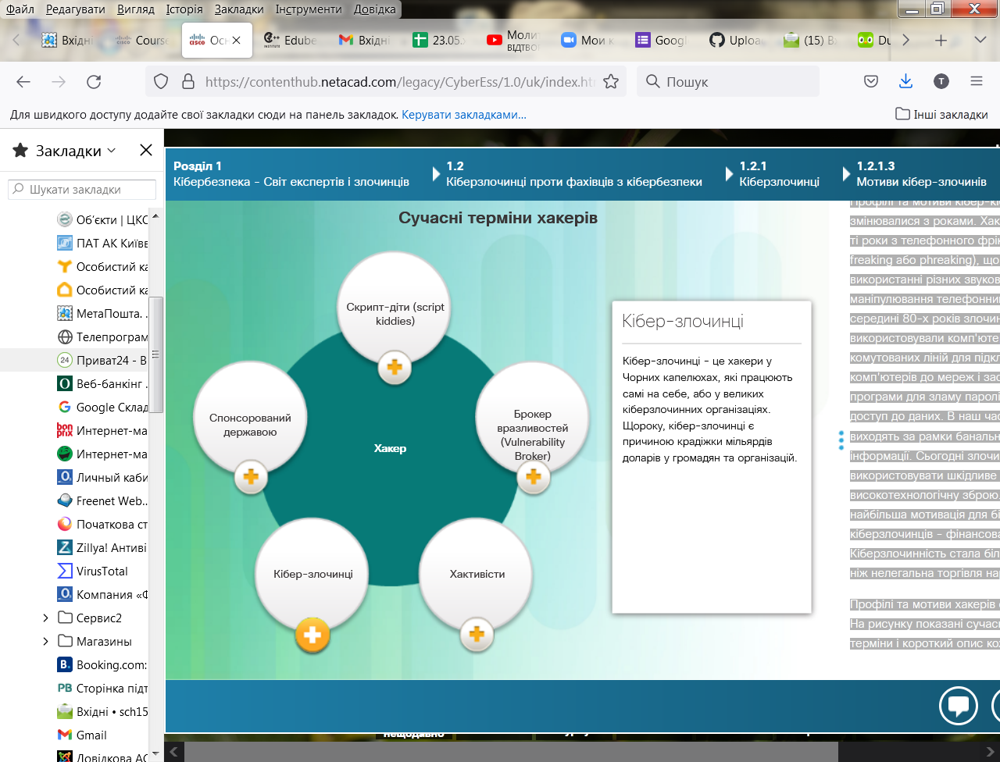 Файл Редагувати Вигляд Історія Закладки Інструменти Довідка
Вхідні Course Осн Edube Вхідні 23.05. Моли Мои к Googl Uploa (15) Вх Du
ВІДТВО
https://contenthub.netacad.com/legacy/CyberEss/1.0/uk/index.htm
Пошук
Для швидкого доступу додайте свої закладки сюди на панель закладок. Керувати закладками…
Інші закладки
Закладки
Шукати закладки
Об'єкти | ЦКС
ПАТ АК Київв
Особистий ка
Особистий ка
МетаПошта. .
Телепрограм
Приват24 - В
Веб-банкінг .
Google Склад
Интернет-ма
Интернет-ма
Личный каби
Freenet Web..
Початкова ст
Zillya! Антиві
VirusTotal
Компания «Ф
Сервис2
Магазины
Booking.com:
Сторінка підт
Вхідні • sch15
Gmail
Довідкова АС
Розділ 1
Кібербезпека - Світ експертів і злочинців
1.2
Кіберзлочинці проти фахівців з кібербезпеки
1.2.1
Кіберзлочинці
1.2.1.3
Мотиви кібер-злочинів
Сучасні терміни хакерів
Скрипт-діти (script
kiddies)
Спонсорований
державою
Хакер
Брокер
вразливостей
(Vulnerability
Broker)
Кібер-злочинці
Хактивісти
Кібер-злочинці
Кібер-злочинці - це хакери у
Чорних капелюхах, які працюють
самі на себе, або у великих
кіберзлочинних організаціях.
Щороку, кібер-злочинці є
причиною крадіжки мільярдів
доларів у громадян та організацій.
Профілі та мотиви кібер-кі
змінювалися з роками. Хак
ті роки з телефонного фрік
freaking або phreaking), що
використанні різних звуков
маніпулювання телефонни
середині 80-х років злочин
використовували комп'юте
комутованих ліній для підкл
комп'ютерів до мереж і зас
програми для зламу паролі
доступ до даних. В наш час
виходять за рамки банальн
інформації. Сьогодні злочи
використовувати шкідливе
високотехнологічну зброю.
найбільша мотивація для бі
кіберзлочинців - фінансова
Кіберзлочинність стала біл
ніж нелегальна торгівля на
Профілі та мотиви хакерів
На рисунку показані сучасн
терміни і короткий опис ко
нещодавно